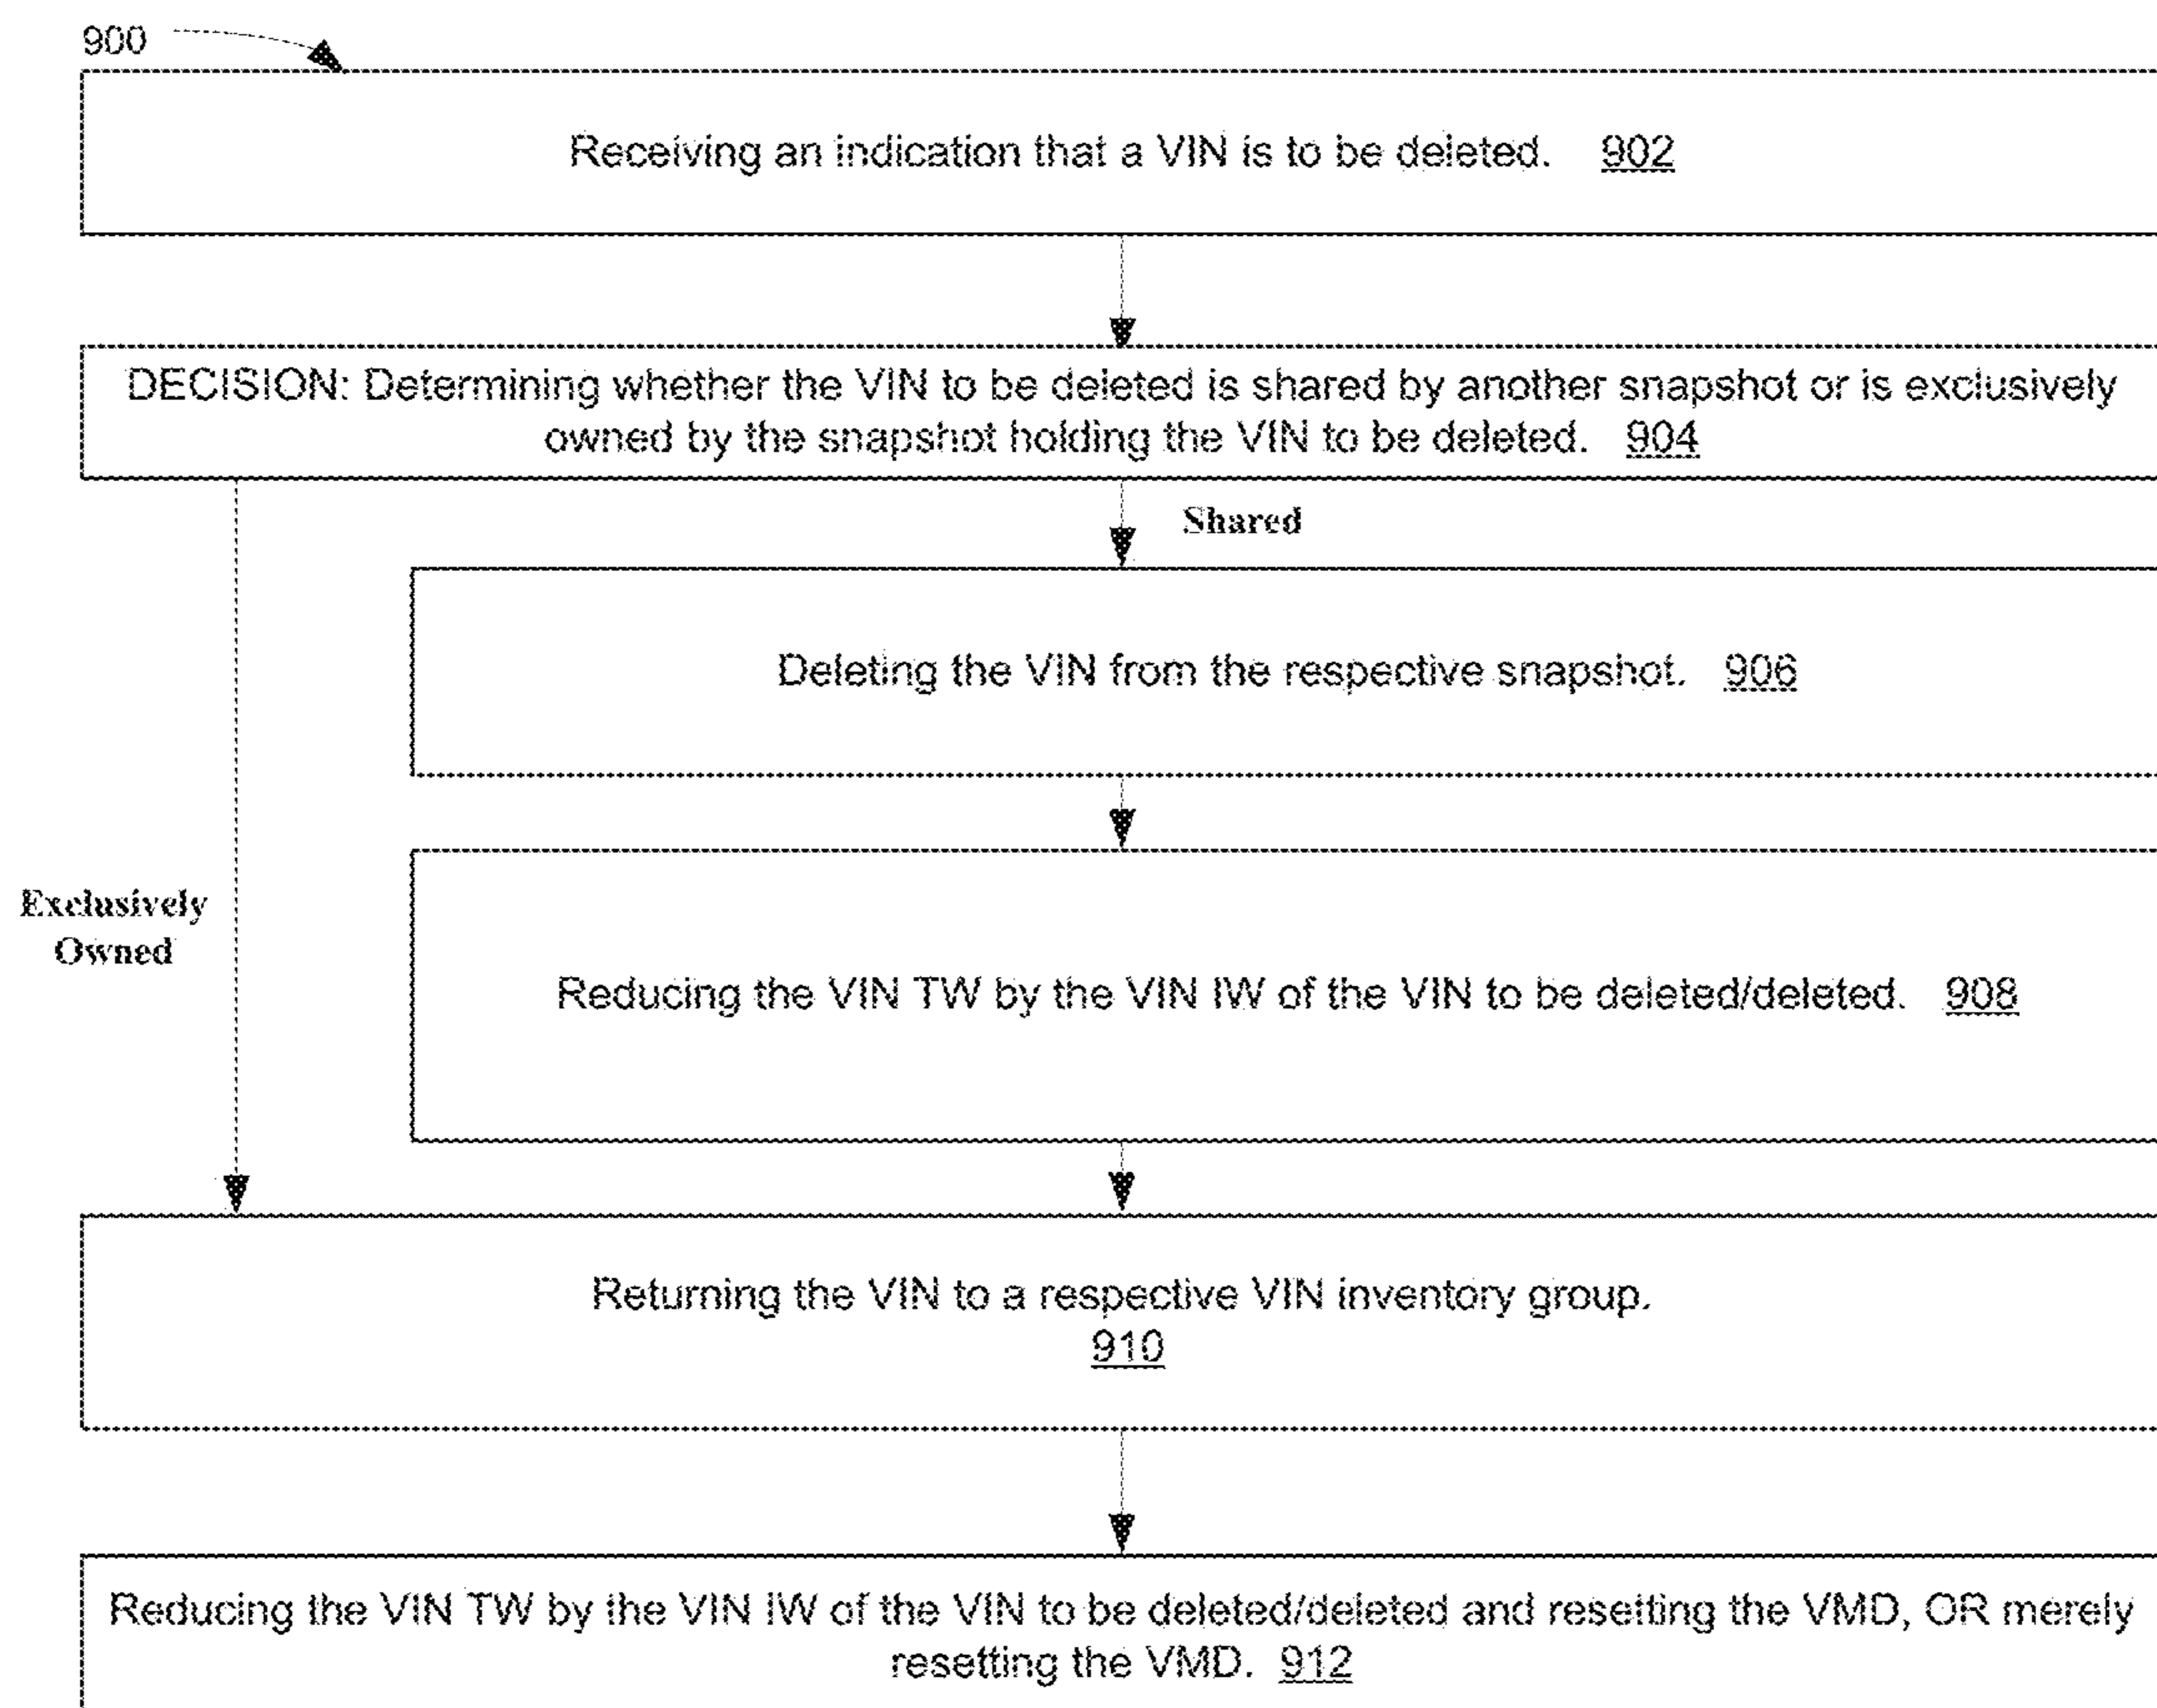 900
Receiving an indication that a VIN is to be deleted. 902
DECISION: Determining whether the VIN to be deleted is shared by another snapshot or is exclusively
owned by the snapshot holding the VIN to be deleted. 904
Shared
Deleting the VIN from the respective snapshot. 906
Exclusively
Owned
Reducing the VIN TW by the VIN IW of the VIN to be deleted/deleted. 908
Returning the VIN to a respective VIN inventory group.
910
Reducing the VIN TW by the VIN IW of the VIN to be deleted/deleted and resetting the VMD, OR merely
resetting the VMD. 912